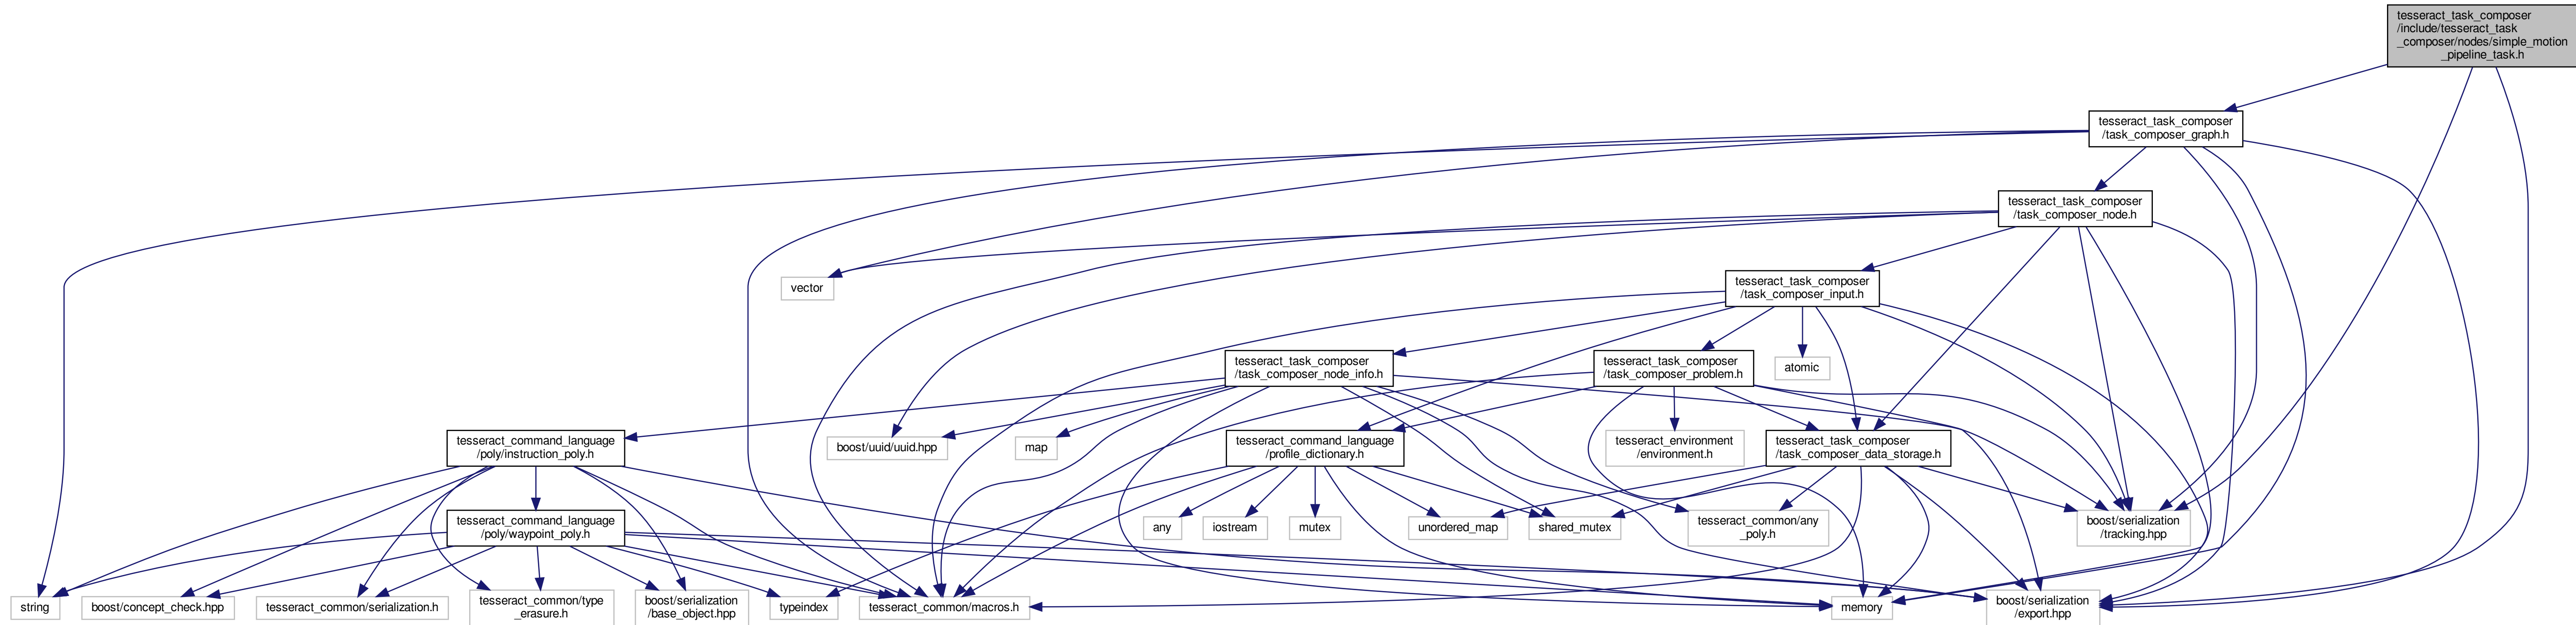 tesseract_task_composer
/include/tesseract_task
_composer/nodes/simple_motion
_pipeline_task.h
tesseract_task_composer
/task_composer_graph.h
tesseract_task_composer
/task_composer_node.h
vector
tesseract_task_composer
/task_composer_input.h
tesseract_task_composer
/task_composer_node_info.h
tesseract_task_composer
/task_composer_problem.h
atomic
tesseract_command_language
/poly/instruction_poly.h
boost/uuid/uuid.hpp
map
tesseract_command_language
/profile_dictionary.h
tesseract_environment
/environment.h
tesseract_task_composer
/task_composer_data_storage.h
tesseract_command_language
/poly/waypoint_poly.h
any
iostream
mutex
unordered_map
shared_mutex
tesseract_common/any
_poly.h
boost/serialization
/tracking.hpp
string
boost/concept_check.hpp
tesseract_common/serialization.h
tesseract_common/type
_erasure.h
boost/serialization
/base_object.hpp
typeindex
tesseract_common/macros.h
memory
boost/serialization
/export.hpp